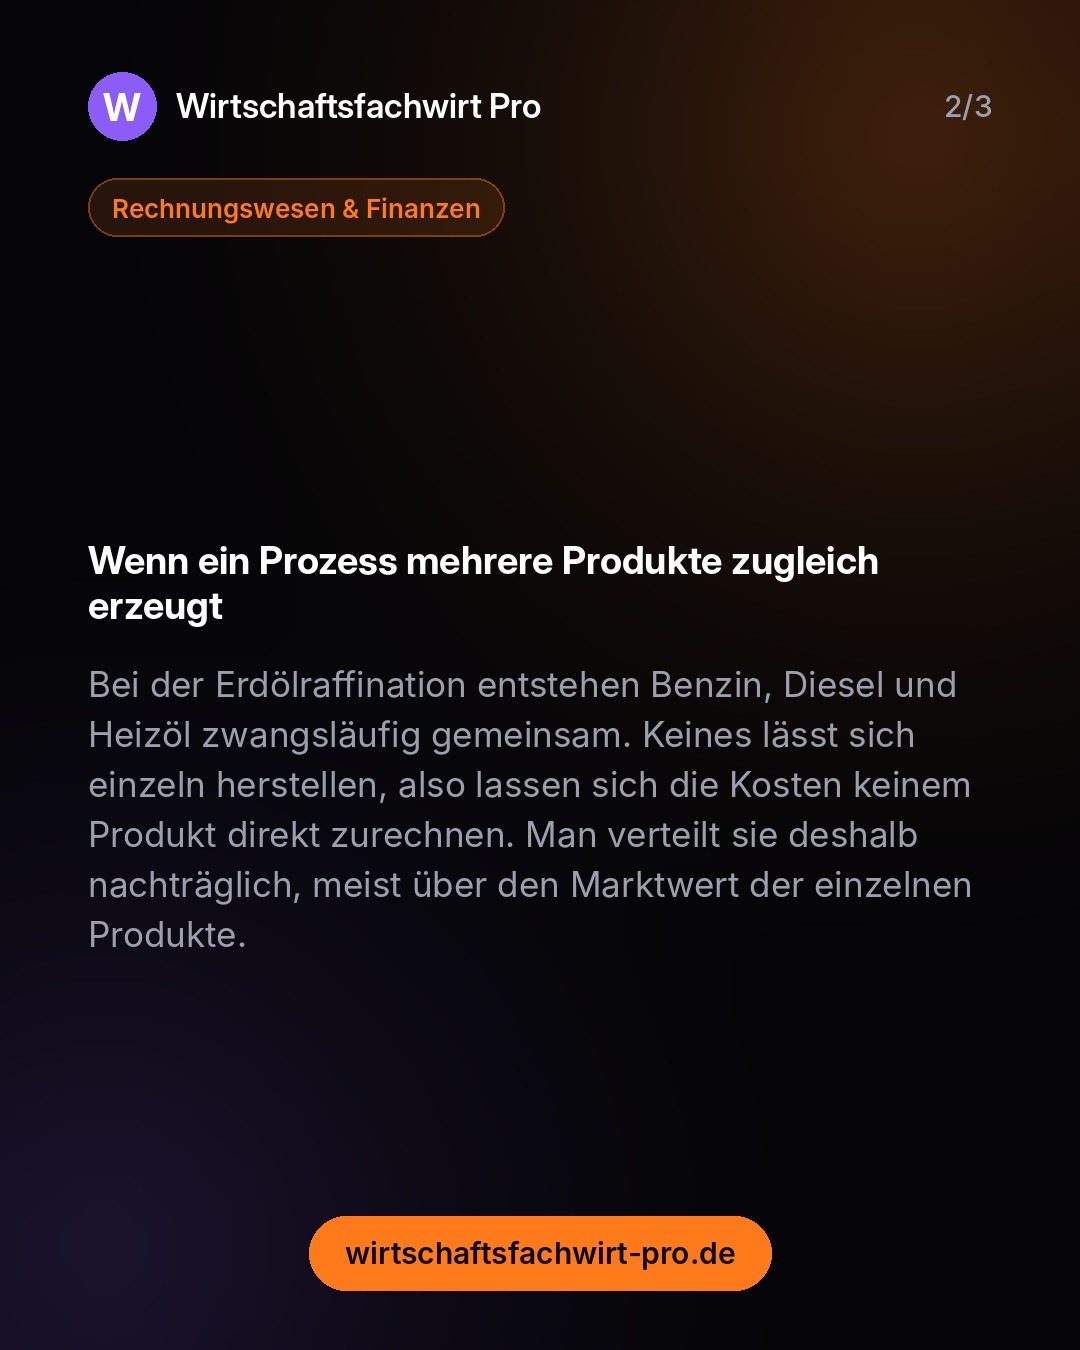 W Wirtschaftsfachwirt Pro 2/3
Rechnungswesen & Finanzen
Wenn ein Prozess mehrere Produkte zugleich
erzeugt
Bei der Erdölraffination entstehen Benzin, Diesel und
Heizöl zwangsläufig gemeinsam. Keines lässt sich
einzeln herstellen, also lassen sich die Kosten keinem
Produkt direkt zurechnen. Man verteilt sie deshalb
nachträglich, meist über den Marktwert der einzelnen
Produkte.
wirtschaftsfachwirt-pro.de